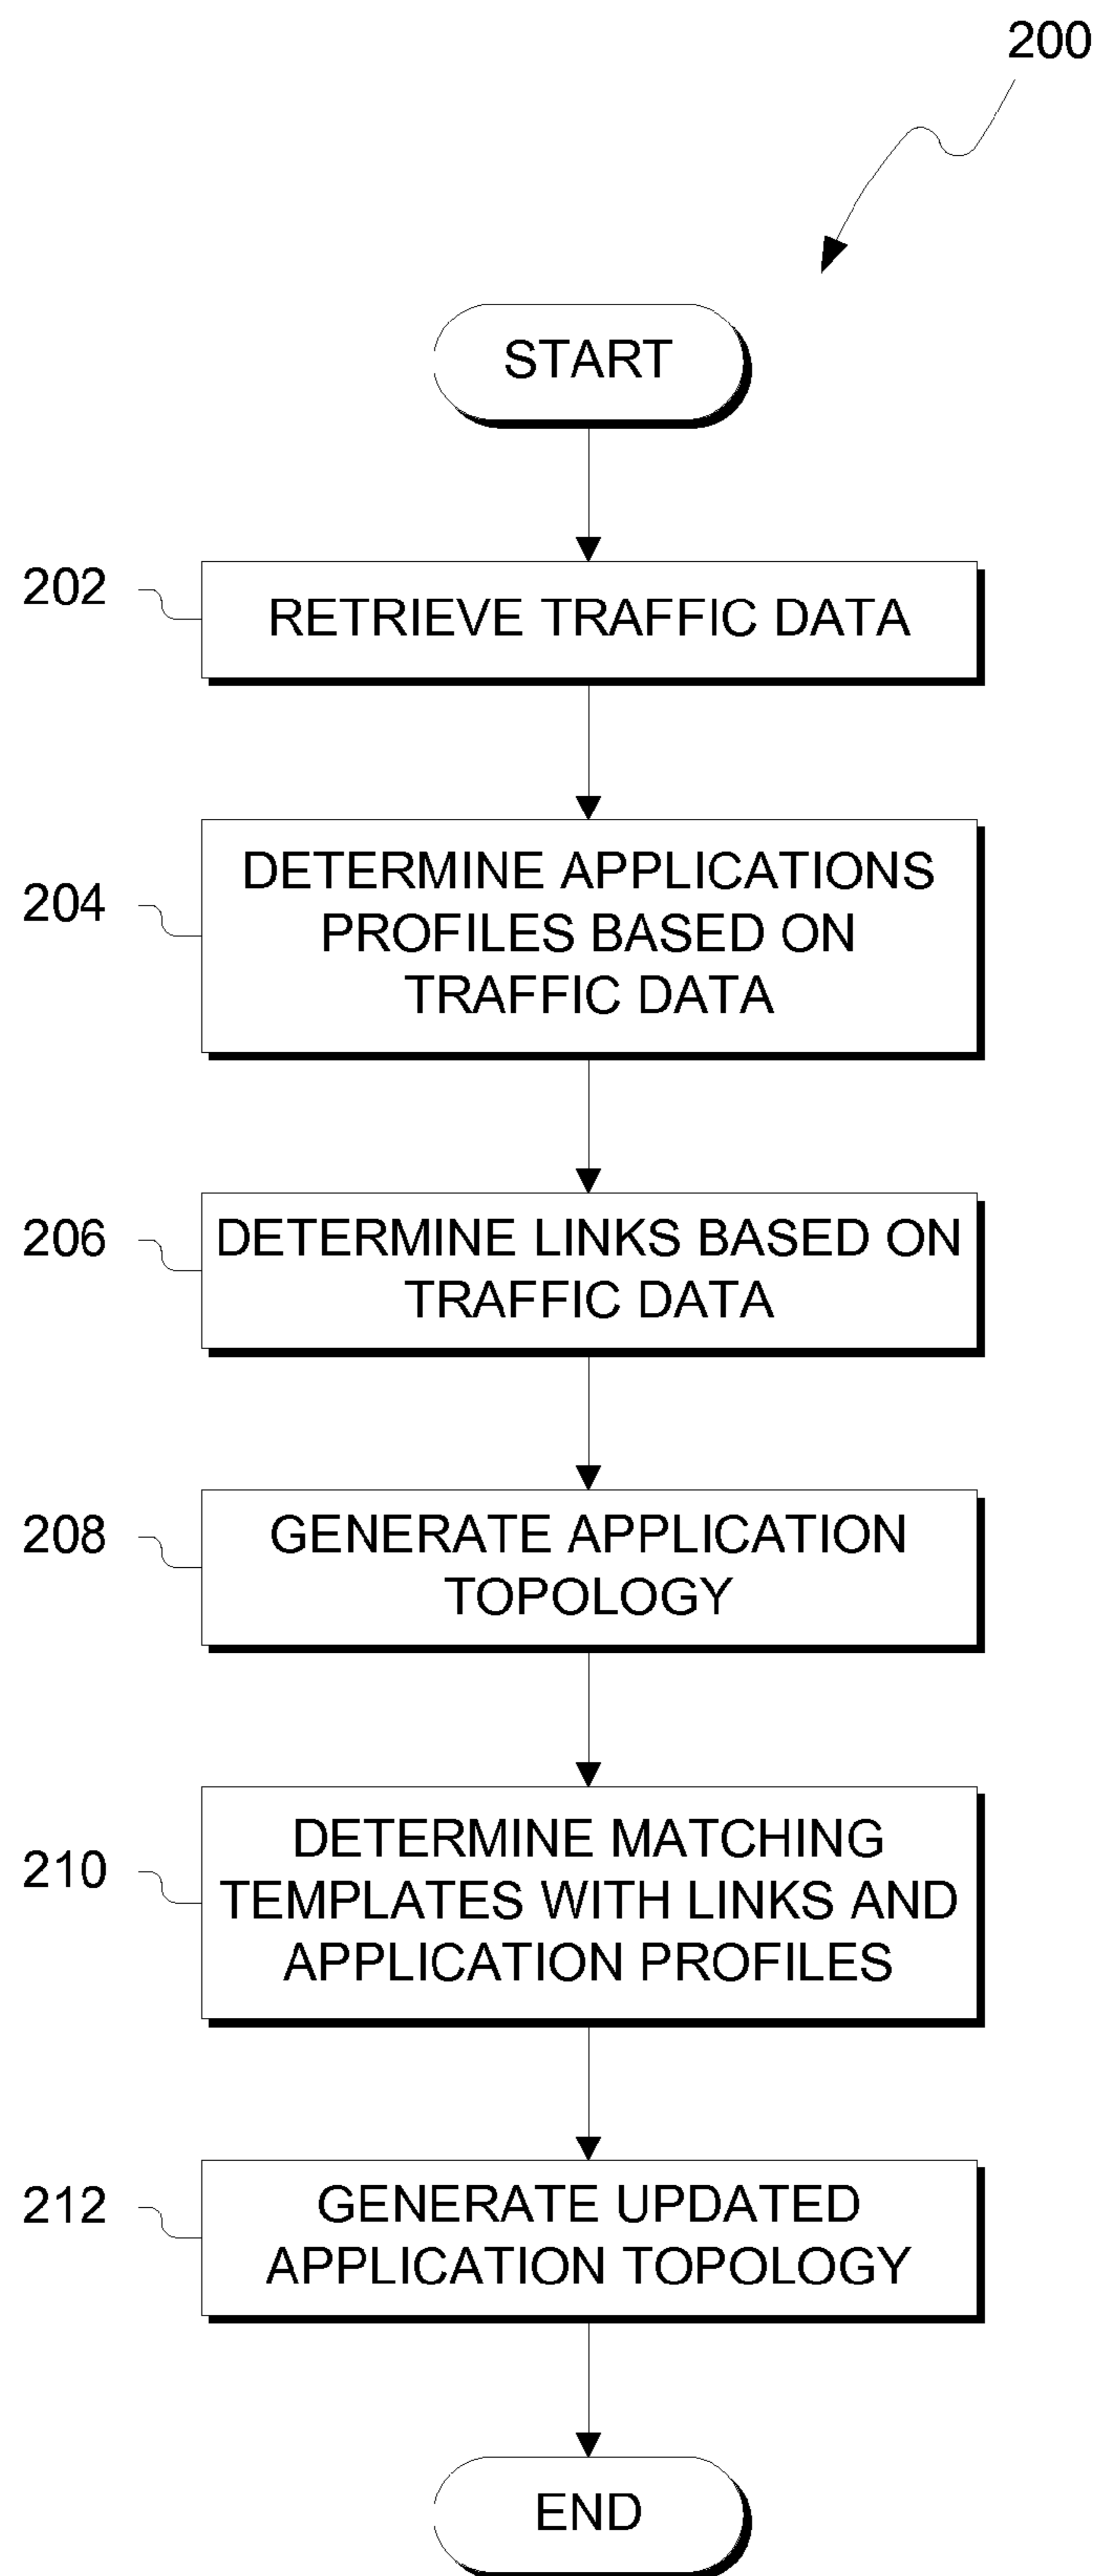 200
START
202
RETRIEVE TRAFFIC DATA
204
DETERMINE APPLICATIONS
PROFILES BASED ON
TRAFFIC DATA
206
DETERMINE LINKS BASED ON
TRAFFIC DATA
208
GENERATE APPLICATION
TOPOLOGY
210
DETERMINE MATCHING
TEMPLATES WITH LINKS AND
APPLICATION PROFILES
212
GENERATE UPDATED
APPLICATION TOPOLOGY
END